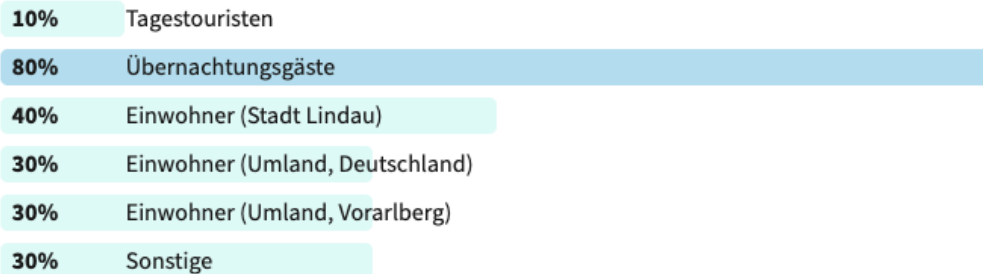 10% Tagestouristen
80% Übernachtungsgäste
40% Einwohner (Stadt Lindau)
30% Einwohner (Umland, Deutschland)
30% Einwohner (Umland, Vorarlberg)
30% Sonstige